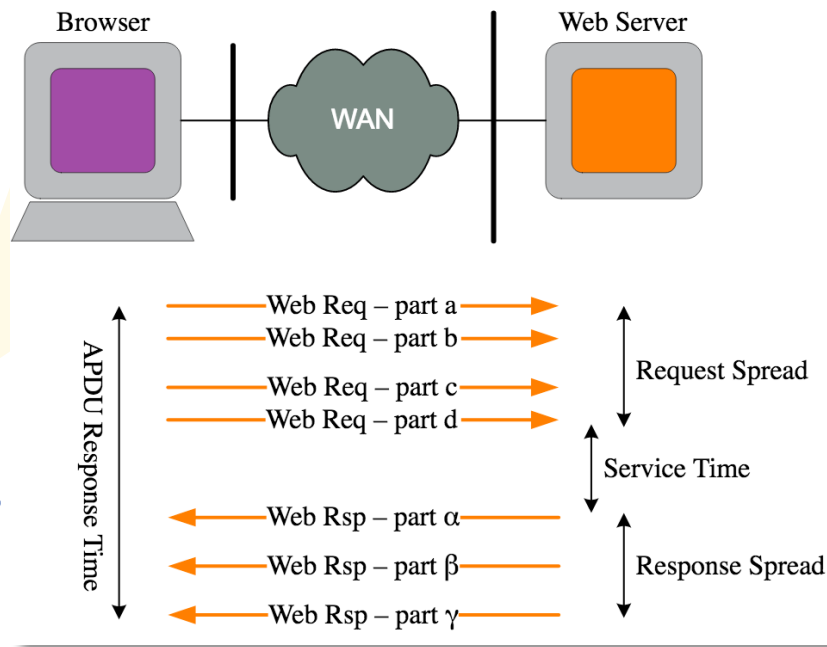 Browser
Web Server
WAN
Web Req – part a
Web Req – part b
Web Req – part c
Web Req – part d
Request Spread
Service Time
APDU Response Time
Web Rsp – part α
Web Rsp – part β
Web Rsp – part γ
Response Spread